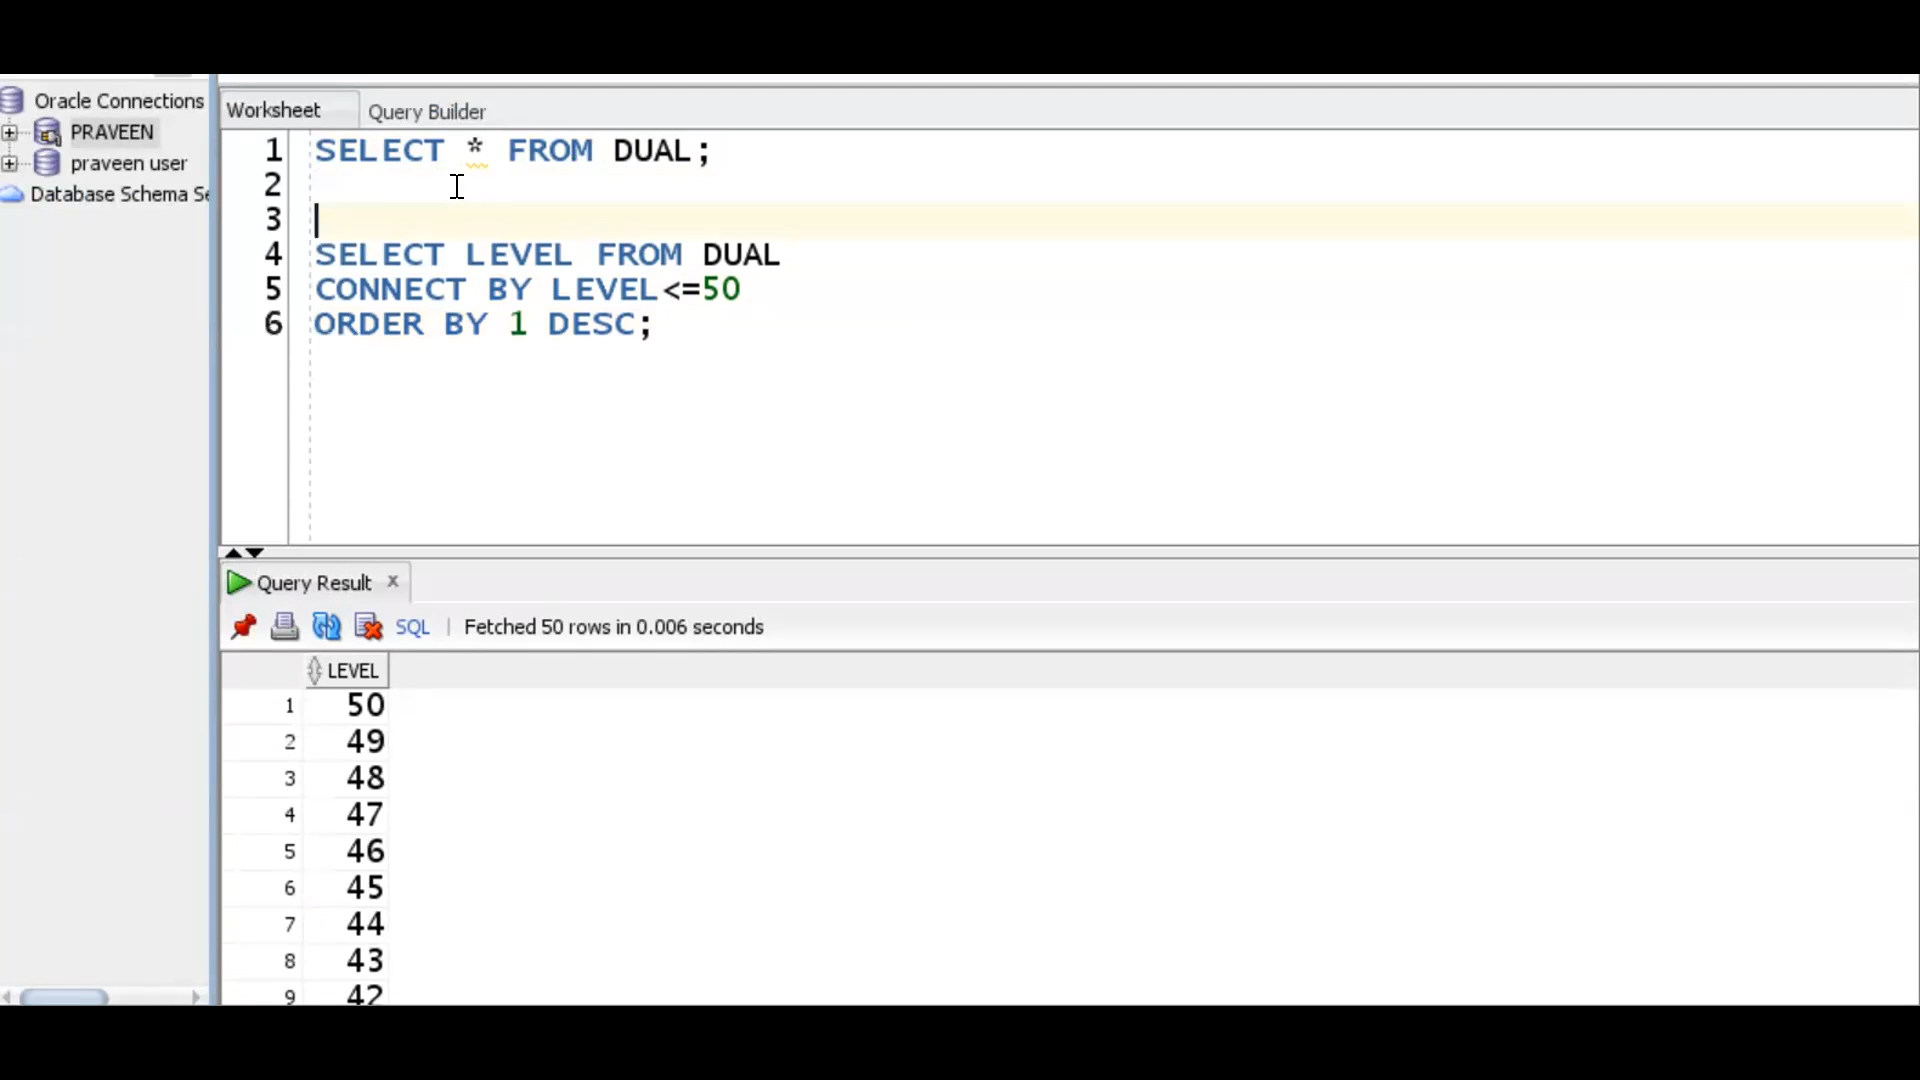 Oracle Connections
PRAVEEN
praveen user
Database Schema Se
Worksheet
Query Builder
1 SELECT * FROM DUAL;
2
3
4 SELECT LEVEL FROM DUAL
5 CONNECT BY LEVEL<=50
6 ORDER BY 1 DESC;
Query Result x
SQL | Fetched 50 rows in 0.006 seconds
LEVEL
1 50
2 49
3 48
4 47
5 46
6 45
7 44
8 43
9 42